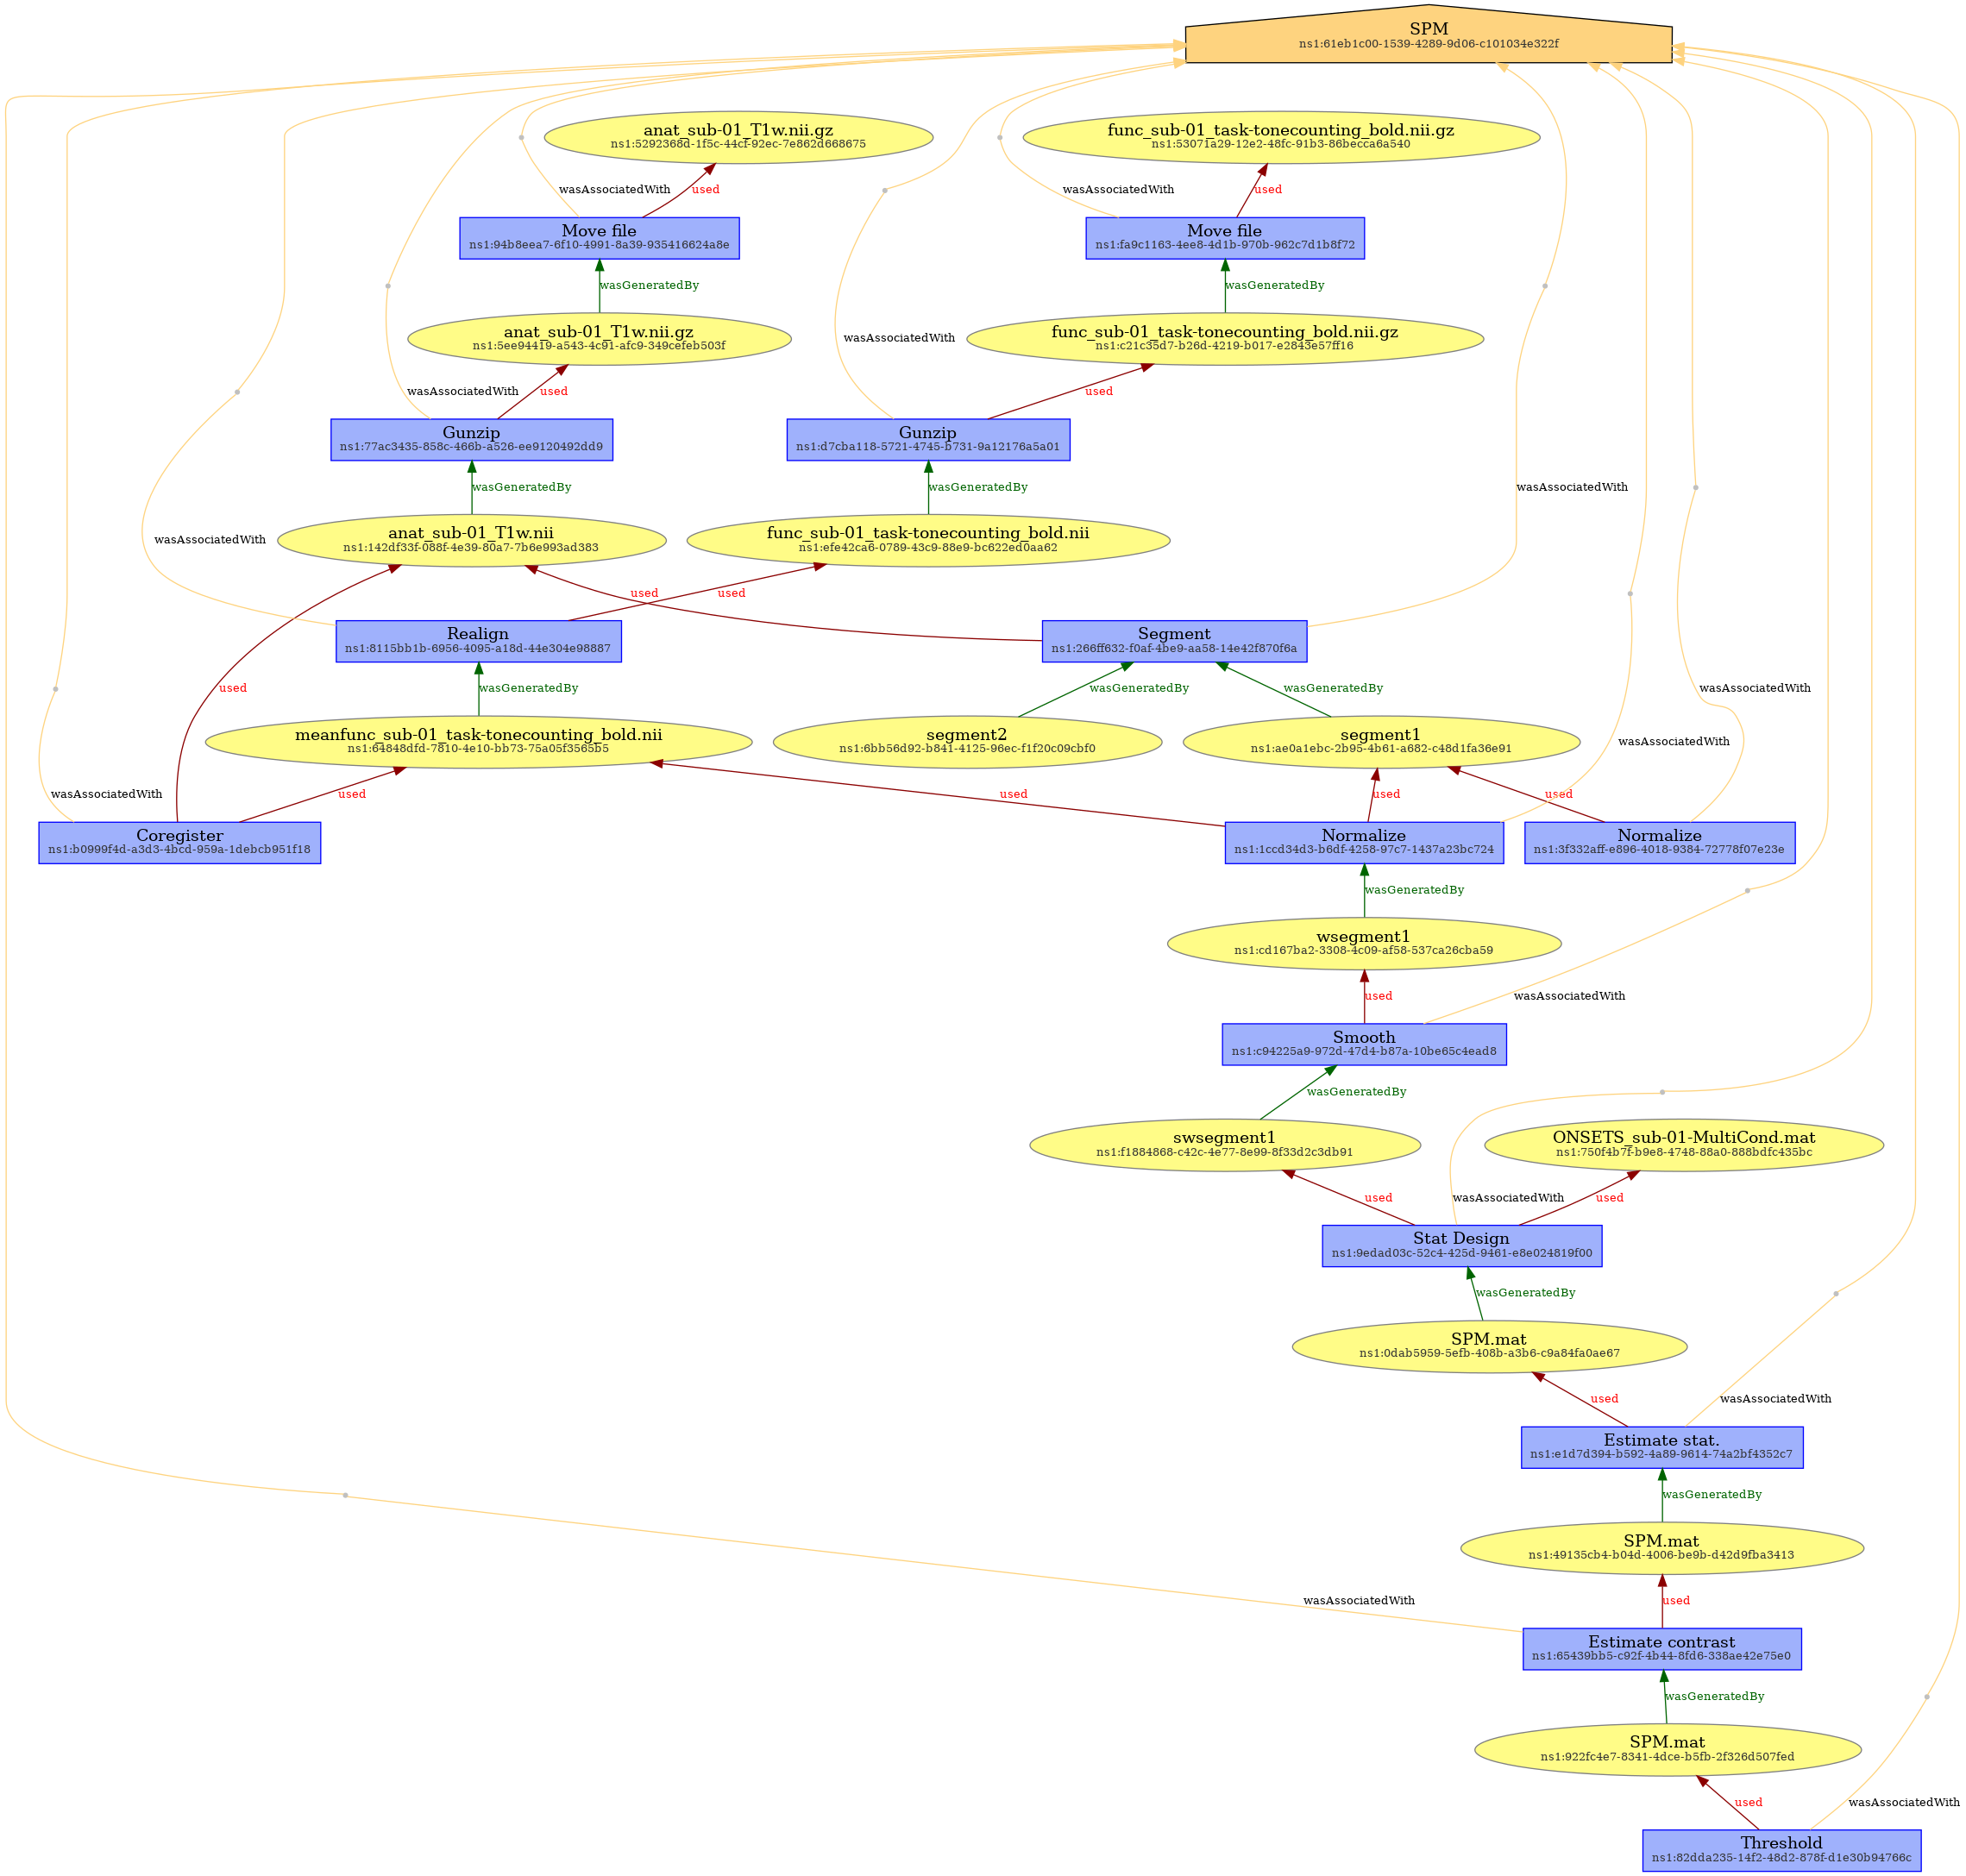 SPM
ns1:61eb1c00-1539-4289-9d06-c101034e322f
anat_sub-01_T1w.nii.gz
ns1:5292368d-1f5c-44cf-92ec-7e862d668675
func_sub-01_task-tonecounting_bold.nii.gz
ns1:53071a29-12e2-48fc-91b3-86becca6a540
wasAssociatedWith
used
wasAssociatedWith
used
Move file
ns1:94b8eea7-6f10-4991-8a39-935416624a8e
Move file
ns1:fa9c1163-4ee8-4d1b-970b-962c7d1b8f72
wasGeneratedBy
wasGeneratedBy
anat_sub-01_T1w.nii.gz
ns1:5ee94419-a543-4c91-afc9-349cefeb503f
wasAssociatedWith
func_sub-01_task-tonecounting_bold.nii.gz
ns1:c21c35d7-b26d-4219-b017-e2843e57ff16
wasAssociatedWith
used
used
Gunzip
ns1:77ac3435-858c-466b-a526-ee9120492dd9
Gunzip
ns1:d7cba118-5721-4745-b731-9a12176a5a01
wasGeneratedBy
wasGeneratedBy
wasAssociatedWith
wasAssociatedWith
anat_sub-01_T1w.nii
ns1:142df33f-088f-4e39-80a7-7b6e993ad383
func_sub-01_task-tonecounting_bold.nii
ns1:efe42ca6-0789-43c9-88e9-bc622ed0aa62
used
used
Realign
ns1:8115bb1b-6956-4095-a18d-44e304e98887
Segment
ns1:266ff632-f0af-4be9-aa58-14e42f870f6a
used
wasGeneratedBy
wasGeneratedBy
wasGeneratedBy
wasAssociatedWith
meanfunc_sub-01_task-tonecounting_bold.nii
ns1:64848dfd-7810-4e10-bb73-75a05f3565b5
segment2
ns1:6bb56d92-b841-4125-96ec-f1f20c09cbf0
segment1
ns1:ae0a1ebc-2b95-4b61-a682-c48d1fa36e91
wasAssociatedWith
wasAssociatedWith
used
used
used
used
Coregister
ns1:b0999f4d-a3d3-4bcd-959a-1debcb951f18
Normalize
ns1:1ccd34d3-b6df-4258-97c7-1437a23bc724
Normalize
ns1:3f332aff-e896-4018-9384-72778f07e23e
wasGeneratedBy
wsegment1
ns1:cd167ba2-3308-4c09-af58-537ca26cba59
used
wasAssociatedWith
Smooth
ns1:c94225a9-972d-47d4-b87a-10be65c4ead8
wasGeneratedBy
swsegment1
ns1:f1884868-c42c-4e77-8e99-8f33d2c3db91
ONSETS_sub-01-MultiCond.mat
ns1:750f4b7f-b9e8-4748-88a0-888bdfc435bc
used
wasAssociatedWith
used
Stat Design
ns1:9edad03c-52c4-425d-9461-e8e024819f00
wasGeneratedBy
SPM.mat
ns1:0dab5959-5efb-408b-a3b6-c9a84fa0ae67
used
wasAssociatedWith
Estimate stat.
ns1:e1d7d394-b592-4a89-9614-74a2bf4352c7
wasGeneratedBy
SPM.mat
ns1:49135cb4-b04d-4006-be9b-d42d9fba3413
wasAssociatedWith
used
Estimate contrast
ns1:65439bb5-c92f-4b44-8fd6-338ae42e75e0
wasGeneratedBy
SPM.mat
ns1:922fc4e7-8341-4dce-b5fb-2f326d507fed
used
wasAssociatedWith
Threshold
ns1:82dda235-14f2-48d2-878f-d1e30b94766c